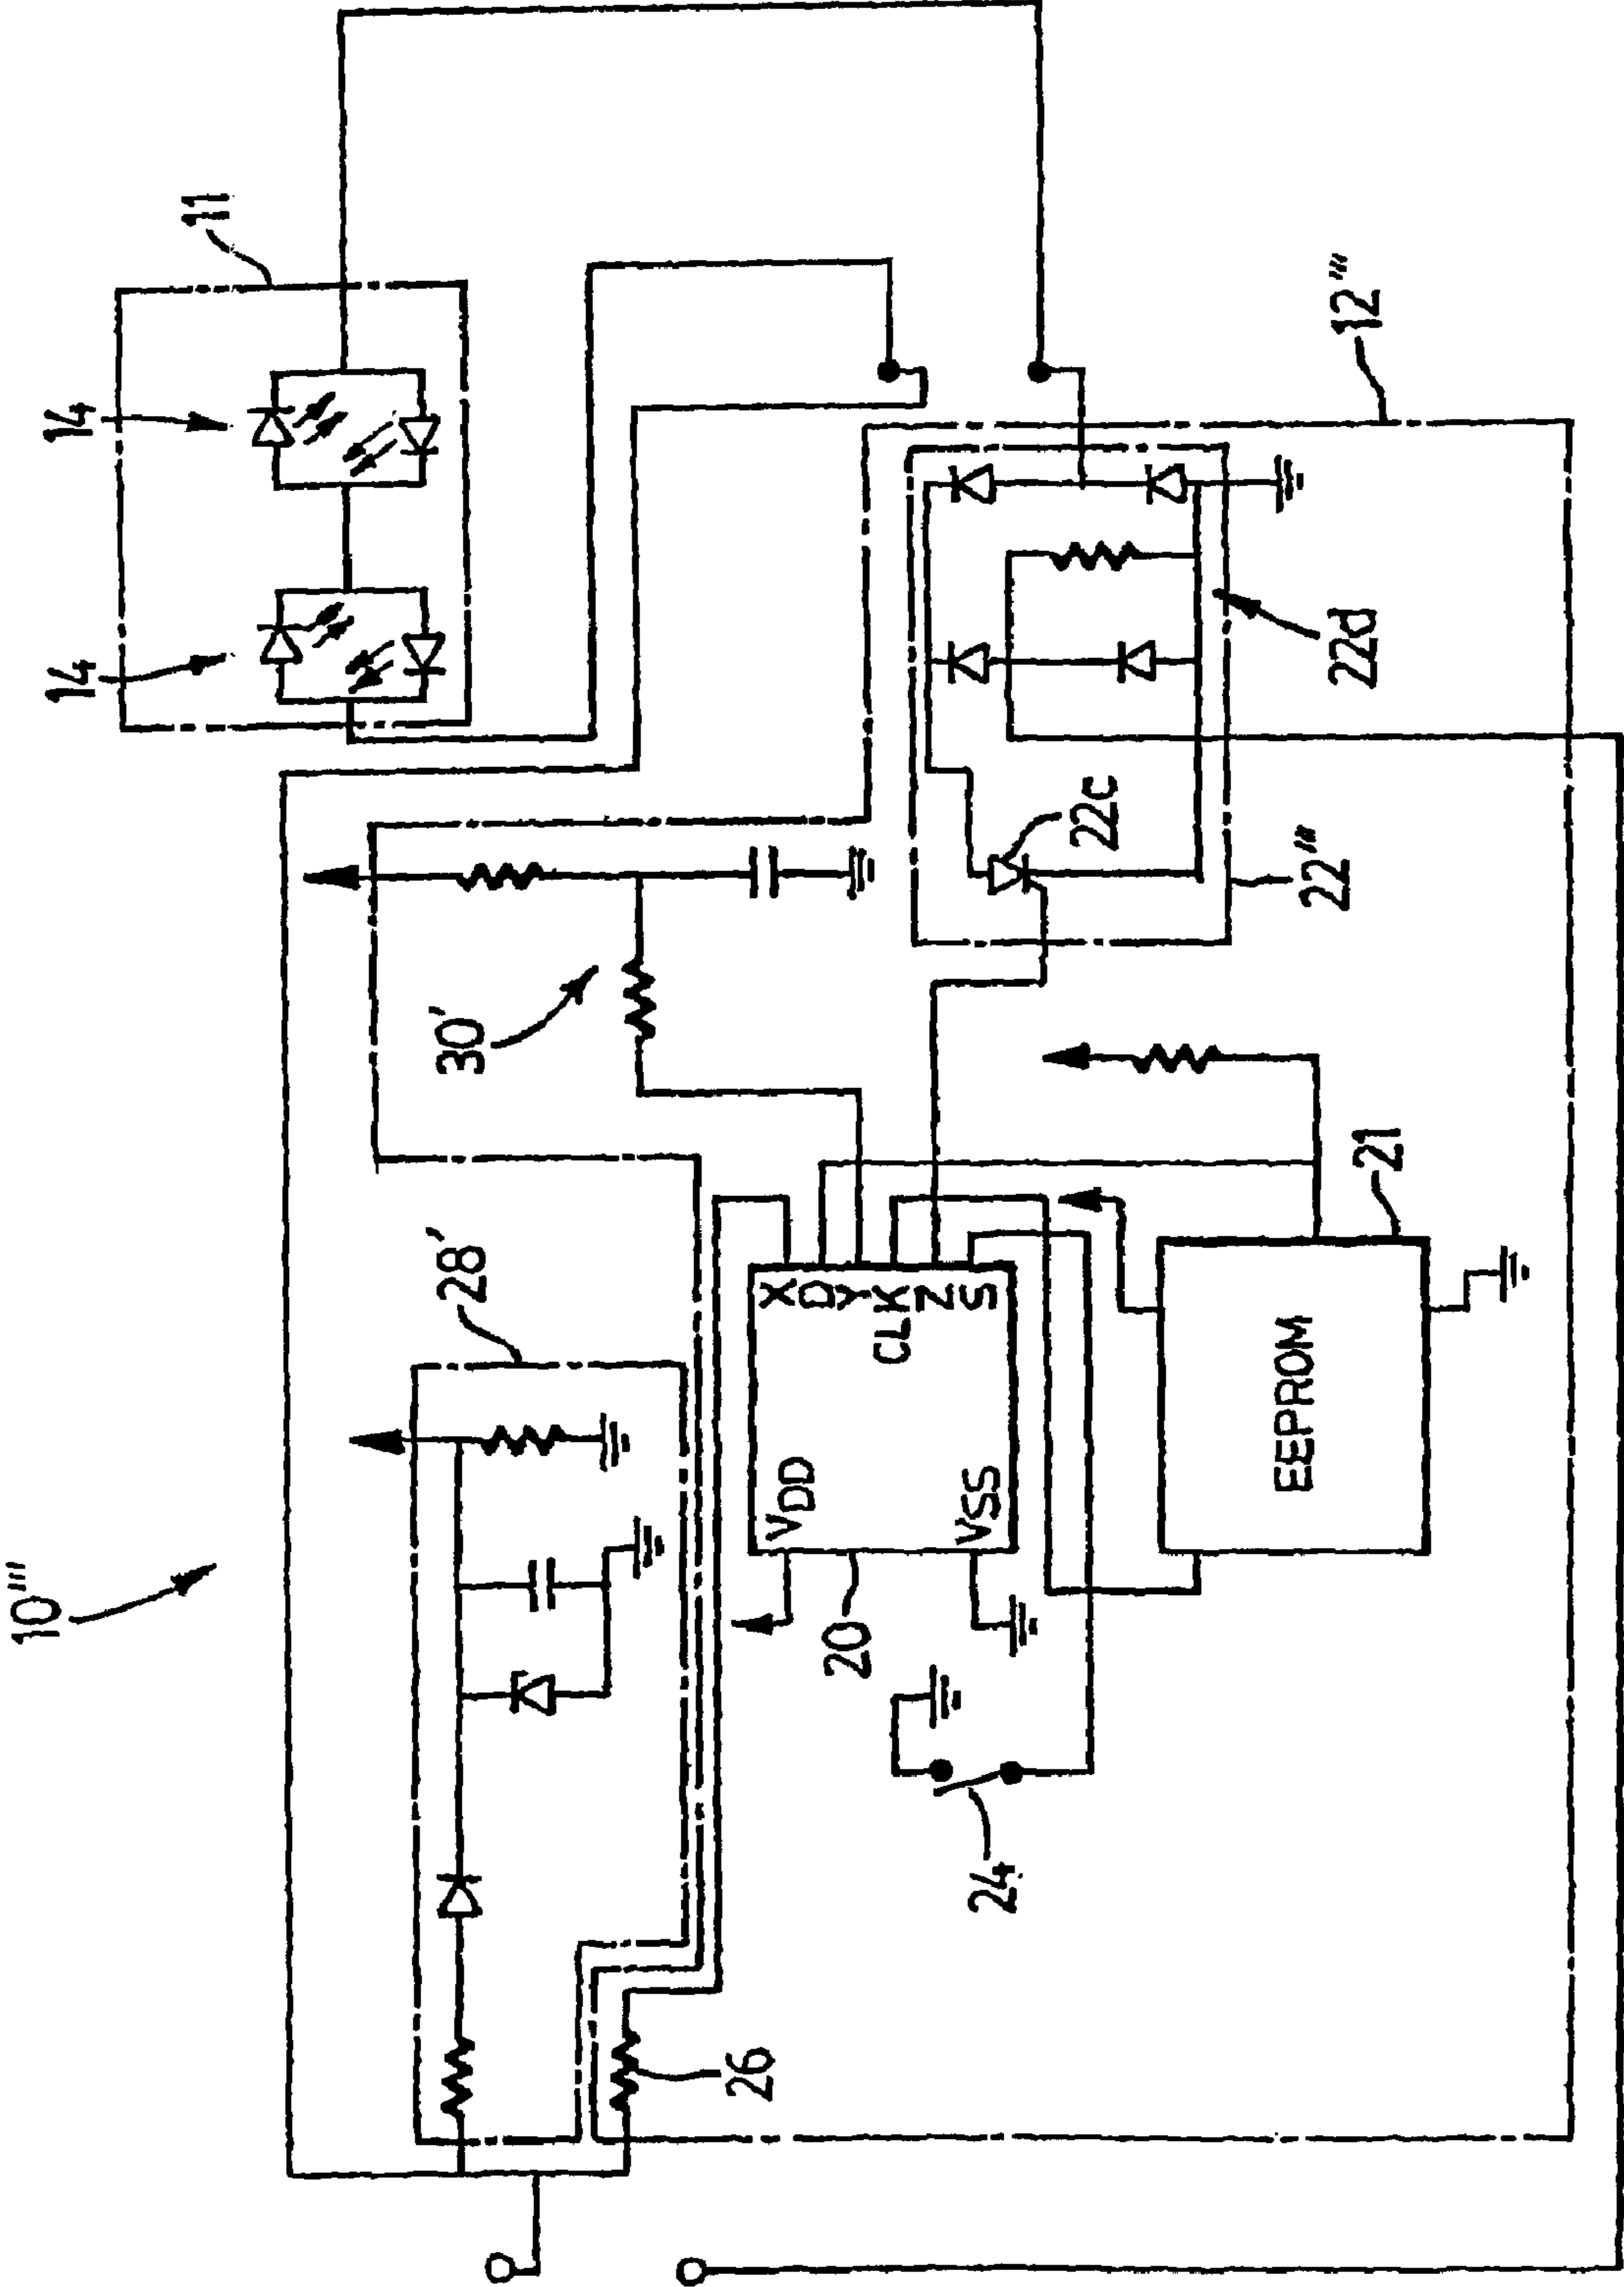 10'''
28'
30'
14
14
11
26
24
20
VDD
VSS
X
D
Y
CLK
Z
S
EEPROM
21
22c
22'''
22d
12'''